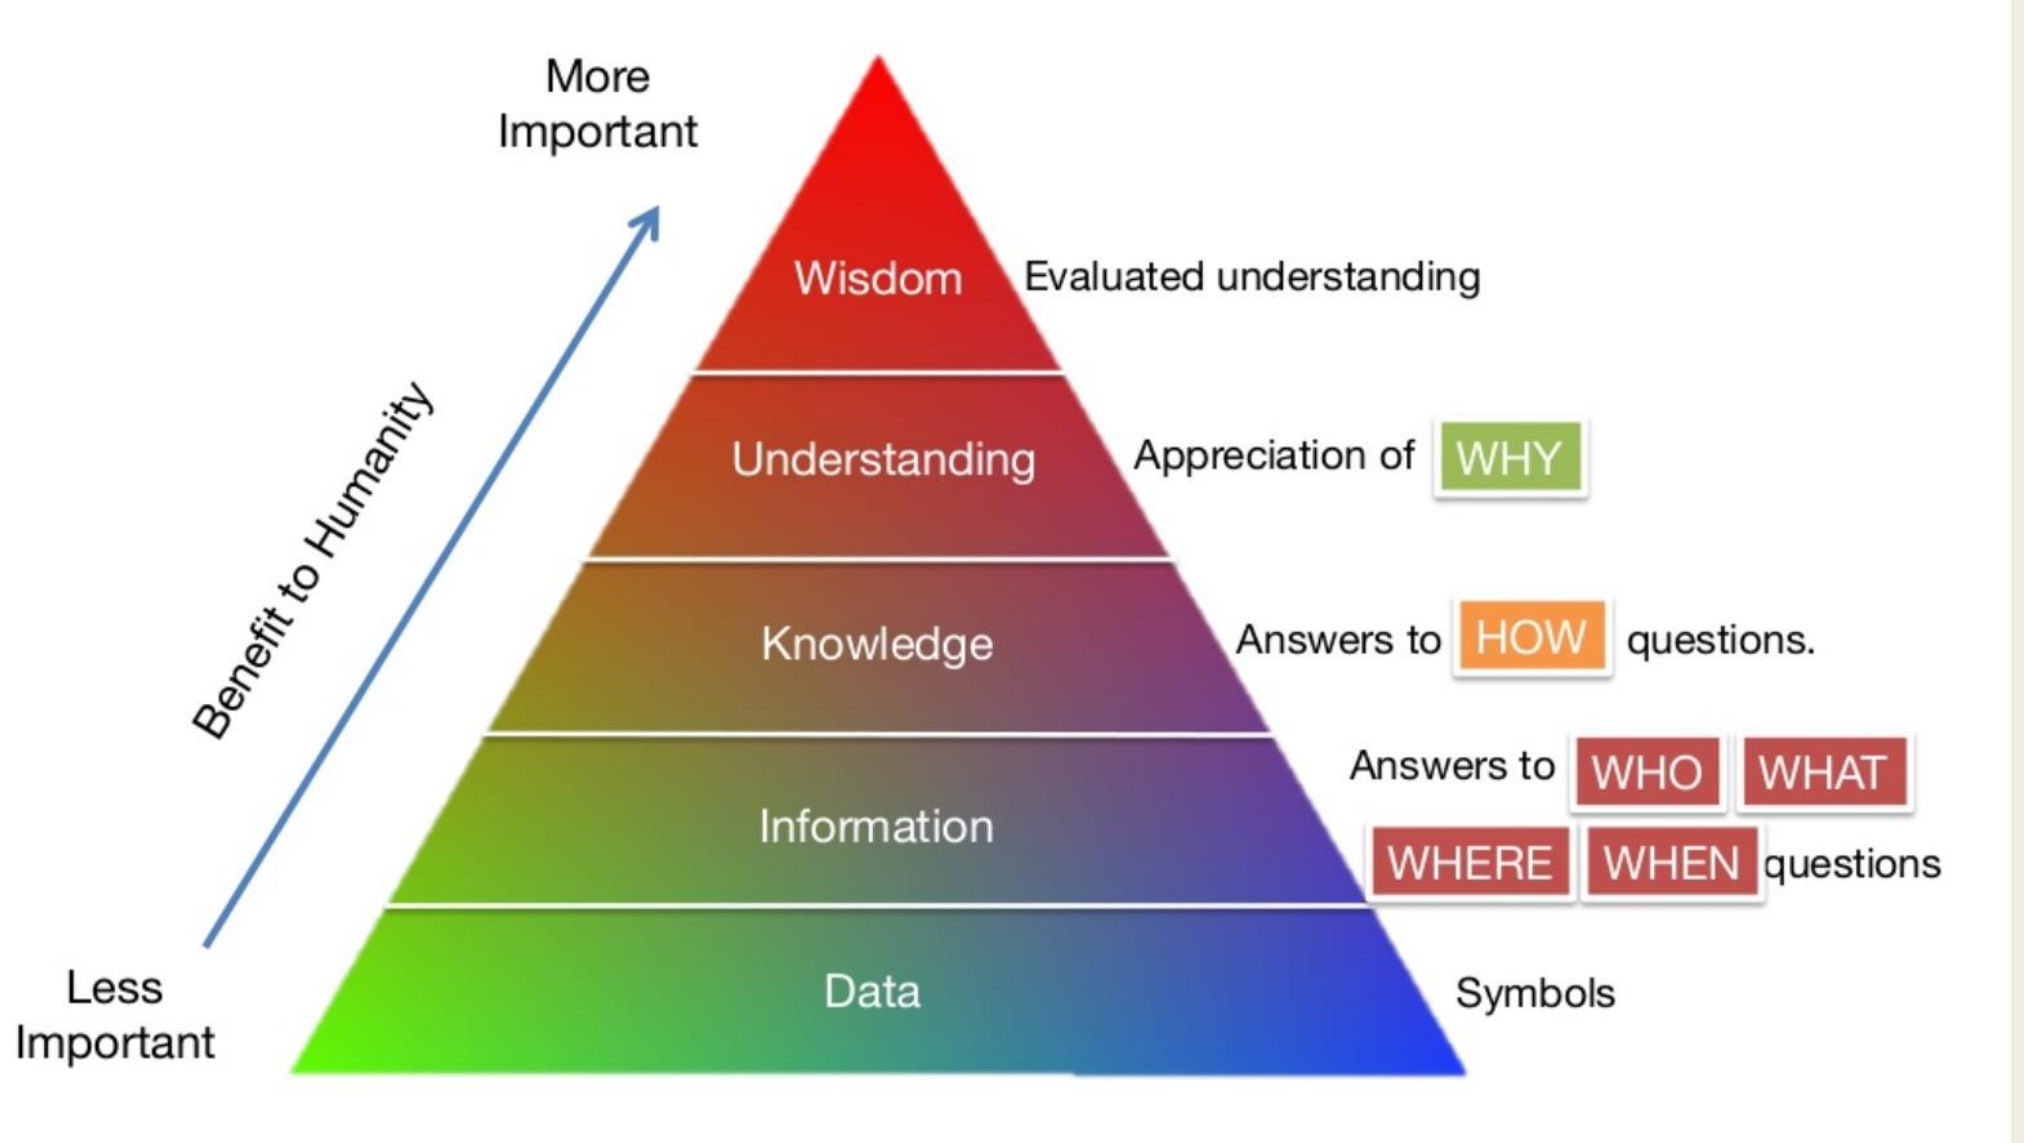 More
Important
Wisdom Evaluated understanding
Understanding Appreciation of WHY
Benefit to Humanity
Knowledge Answers to HOW questions.
Answers to WHO WHAT
Information
WHERE WHEN questions
Data Symbols
Less
Important